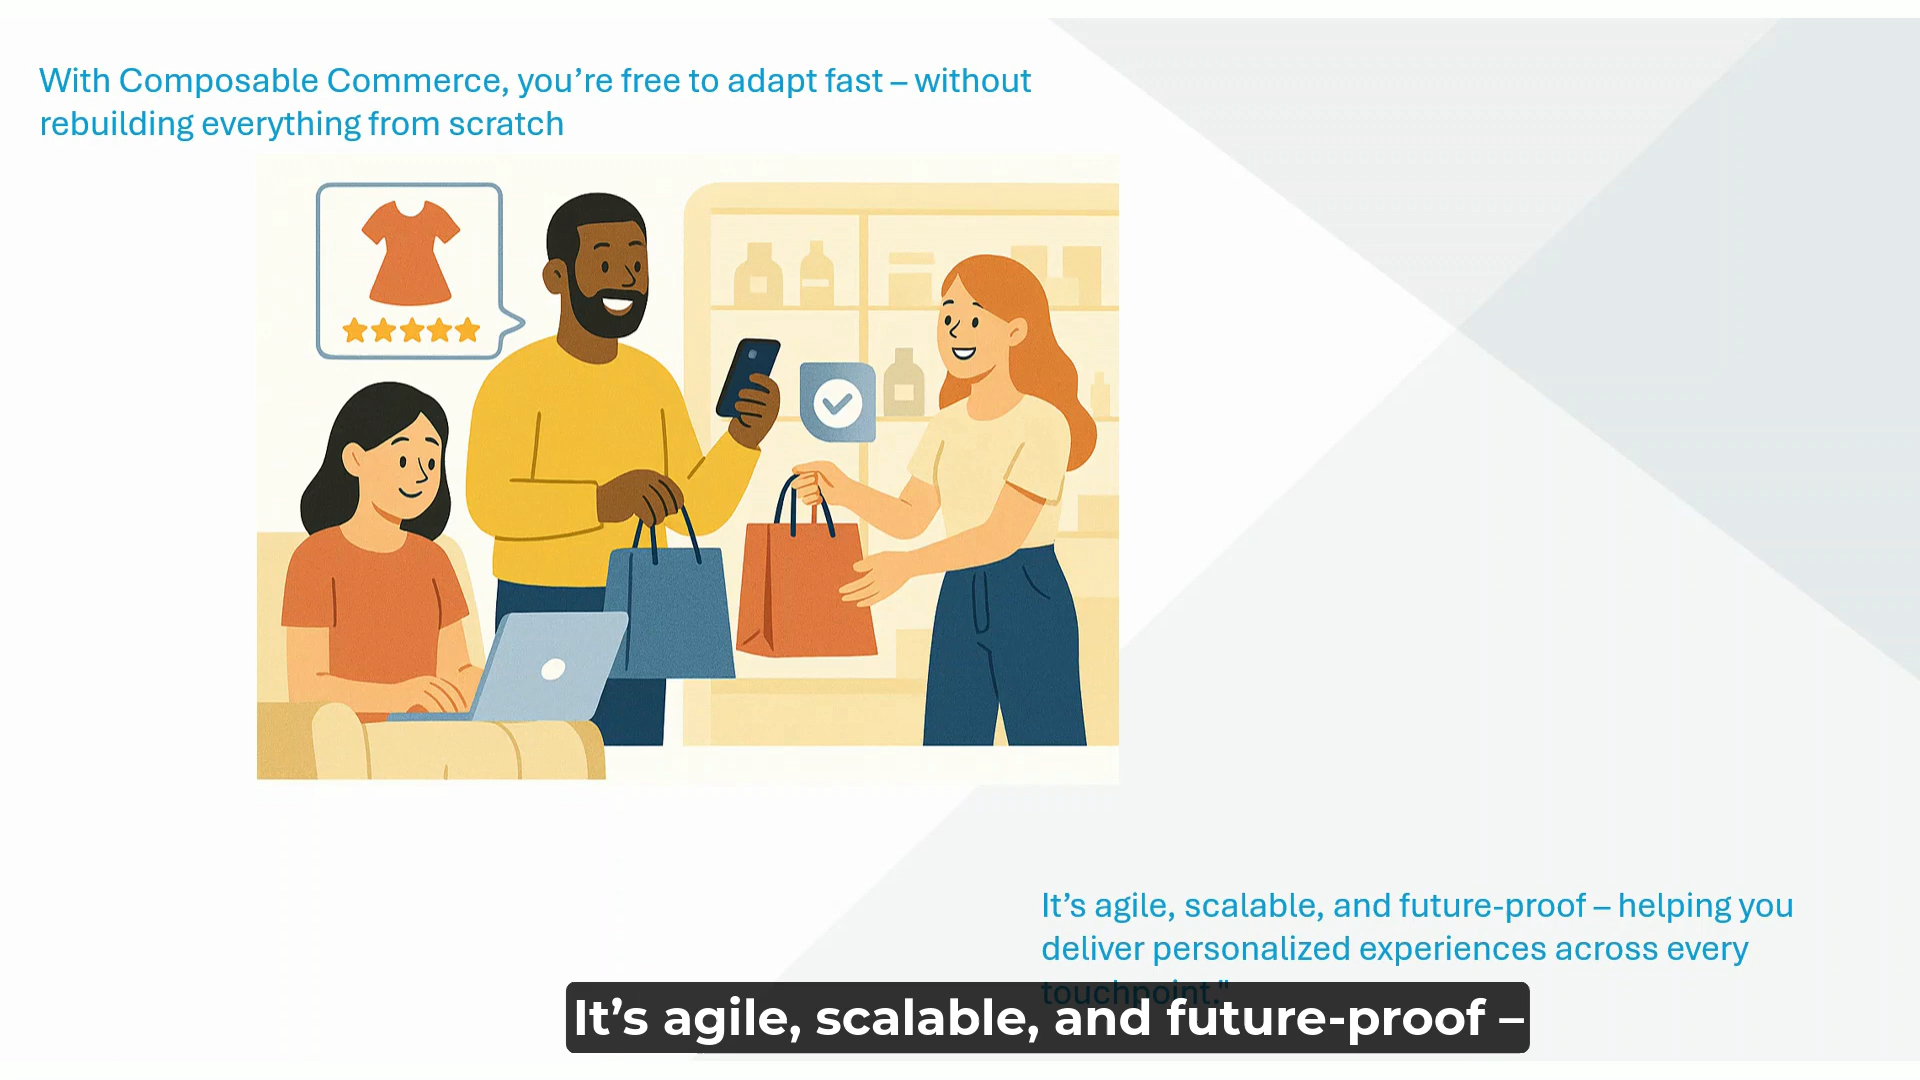 With Composable Commerce, you’re free to adapt fast – without
rebuilding everything from scratch
It’s agile, scalable, and future-proof – helping you
deliver personalized experiences across every
touchpoint."
It’s agile, scalable, and future-proof –